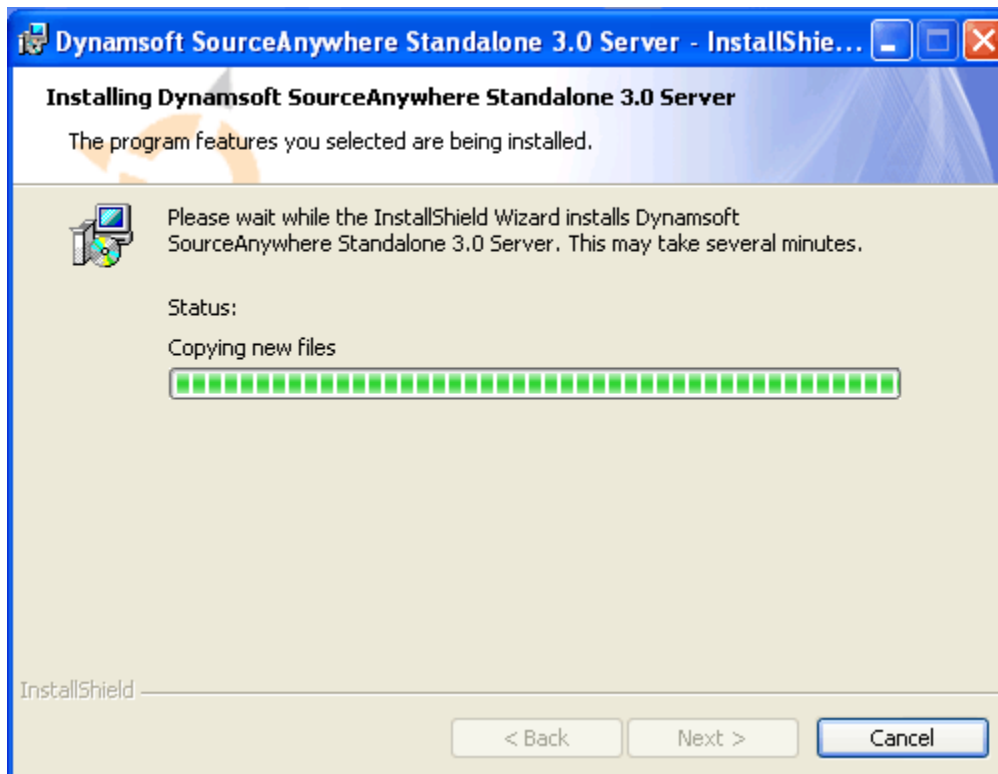 Dynamsoft SourceAnywhere Standalone 3.0 Server - InstallShie...
Installing Dynamsoft SourceAnywhere Standalone 3.0 Server
The program features you selected are being installed.
Please wait while the InstallShield Wizard installs Dynamsoft
SourceAnywhere Standalone 3.0 Server. This may take several minutes.
Status:
Copying new files
InstallShield
< Back Next > Cancel